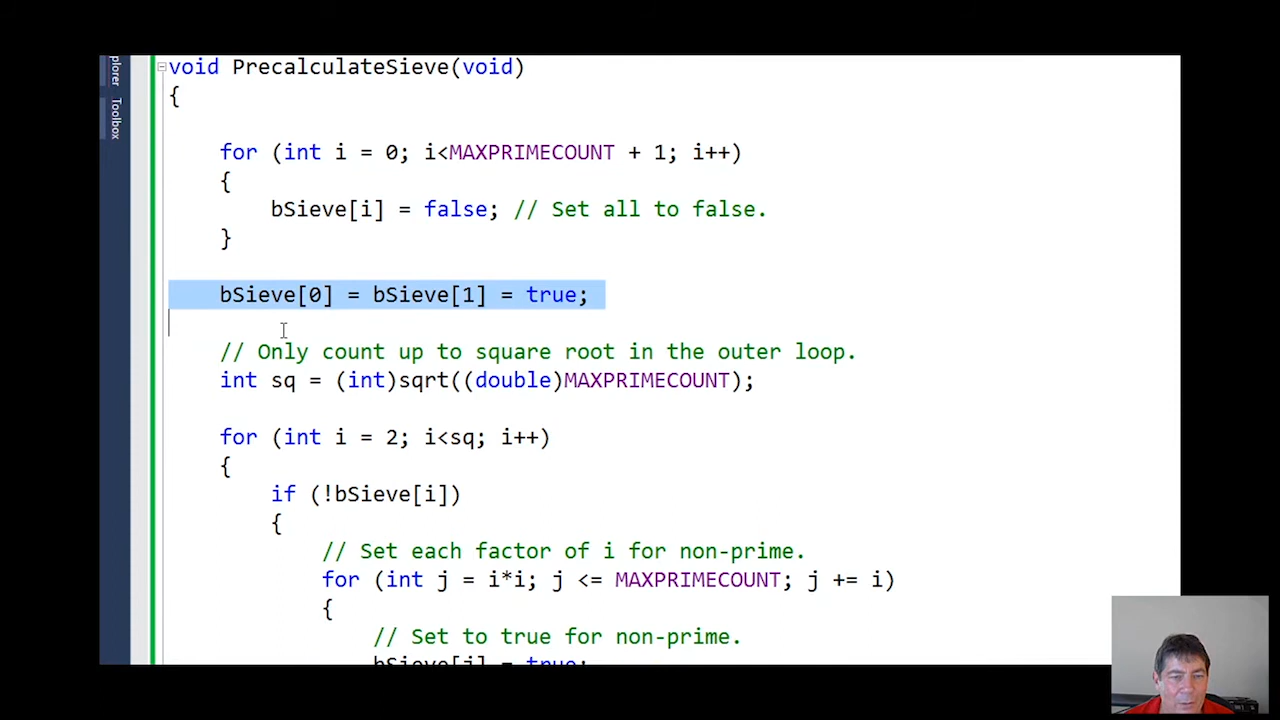 plorer
Toolbox
void PrecalculateSieve(void)
{
for (int i = 0; i<MAXPRIMECOUNT + 1; i++)
{
bSieve[i] = false; // Set all to false.
}
bSieve[0] = bSieve[1] = true;
// Only count up to square root in the outer loop.
int sq = (int)sqrt((double)MAXPRIMECOUNT);
for (int i = 2; i<sq; i++)
{
if (!bSieve[i])
{
// Set each factor of i for non-prime.
for (int j = i*i; j <= MAXPRIMECOUNT; j += i)
{
// Set to true for non-prime.
bSieve[j] = true;